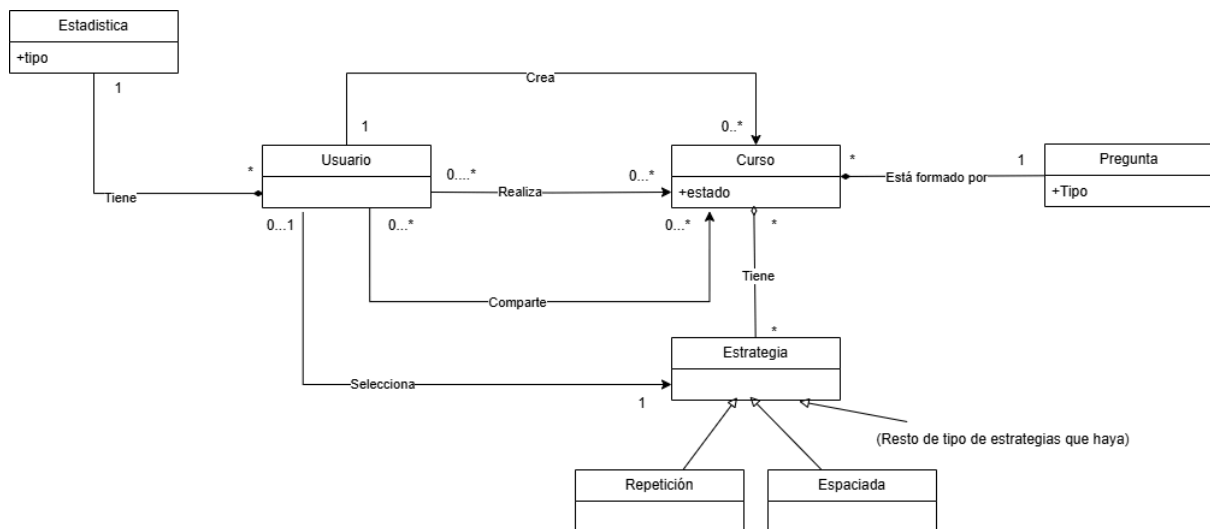 Estadistica
+tipo
1
Crea
1
0..*
Usuario
Curso
+estado
Pregunta
+Tipo
*
Tiene
0....*
Realiza
0...*
*
Está formado por
1
0...1
0...*
0...*
*
Tiene
Comparte
*
Estrategia
Selecciona
1
(Resto de tipo de estrategias que haya)
Repetición
Espaciada